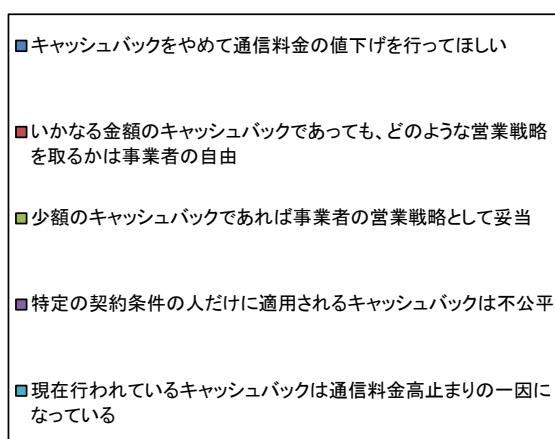 キャッシュバックをやめて通信料金の値下げを行ってほしい
いかなる金額のキャッシュバックであっても、どのような営業戦略
を取るかは事業者の自由
少額のキャッシュバックであれば事業者の営業戦略として妥当
特定の契約条件の人だけに適用されるキャッシュバックは不公平
現在行われているキャッシュバックは通信料金高止まりの一因に
なっている